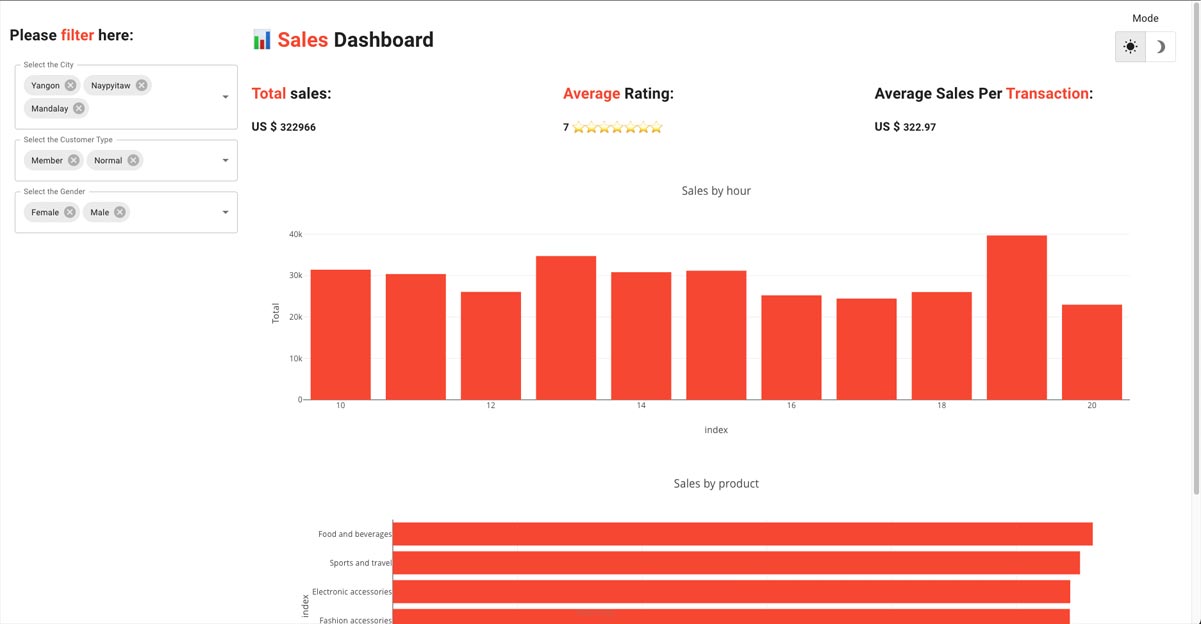 Please filter here:
Select the City
Yangon
Naypyitaw
Mandalay
Select the Customer Type
Member
Normal
Select the Gender
Female
Male
Mode
Sales Dashboard
Total sales:
US $ 322966
Average Rating:
7
Average Sales Per Transaction:
US $ 322.97
Sales by hour
Total
40k
30k
20k
10k
0
10
12
14
16
18
20
index
Sales by product
index
Food and beverages
Sports and travel
Electronic accessories
Fashion accessories